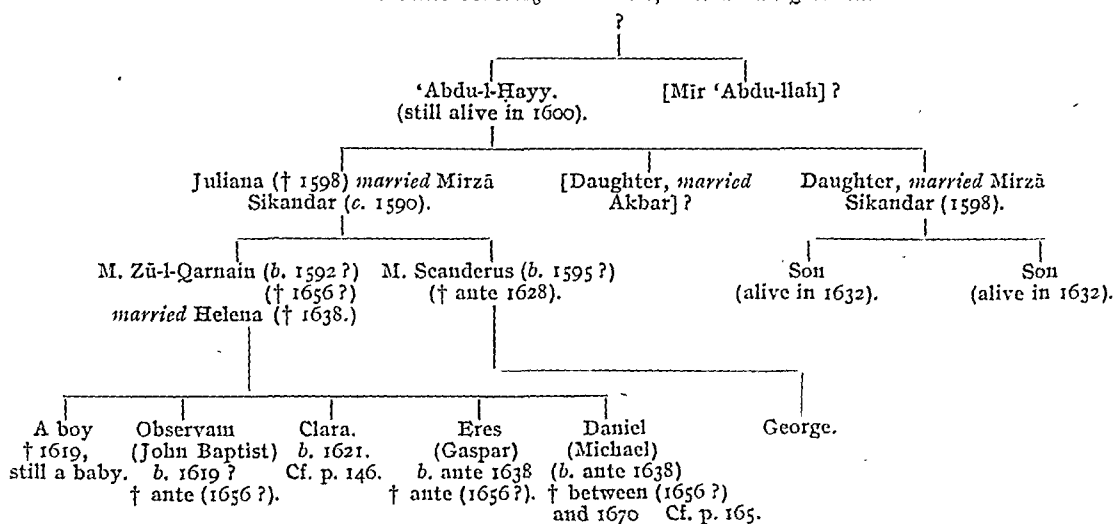 ?
‘Abdu-l-Ḥayy. [Mīr ‘Abdu-llah] ?
(still alive in 1600).
Juliana († 1598) married Mirzā [Daughter, married Daughter, married Mirzā
Sikandar (c. 1590). Akbar] ? Sikandar (1598).
M. Ẕū-l-Qarnain (b. 1592 ?) M. Scanderus (b. 1595 ?) Son Son
(† 1656 ?) († ante 1628). (alive in 1632). (alive in 1632).
married Helena († 1638.)
A boy Observam Clara. Eres Daniel George.
† 1619, (John Baptist) b. 1621. (Gaspar) (Michael)
still a baby. b. 1619 ? Cf. p. 146. b. ante 1638 (b. ante 1638)
† ante (1656 ?). † ante (1656 ?). † between (1656 ?)
and 1670 Cf. p. 165.